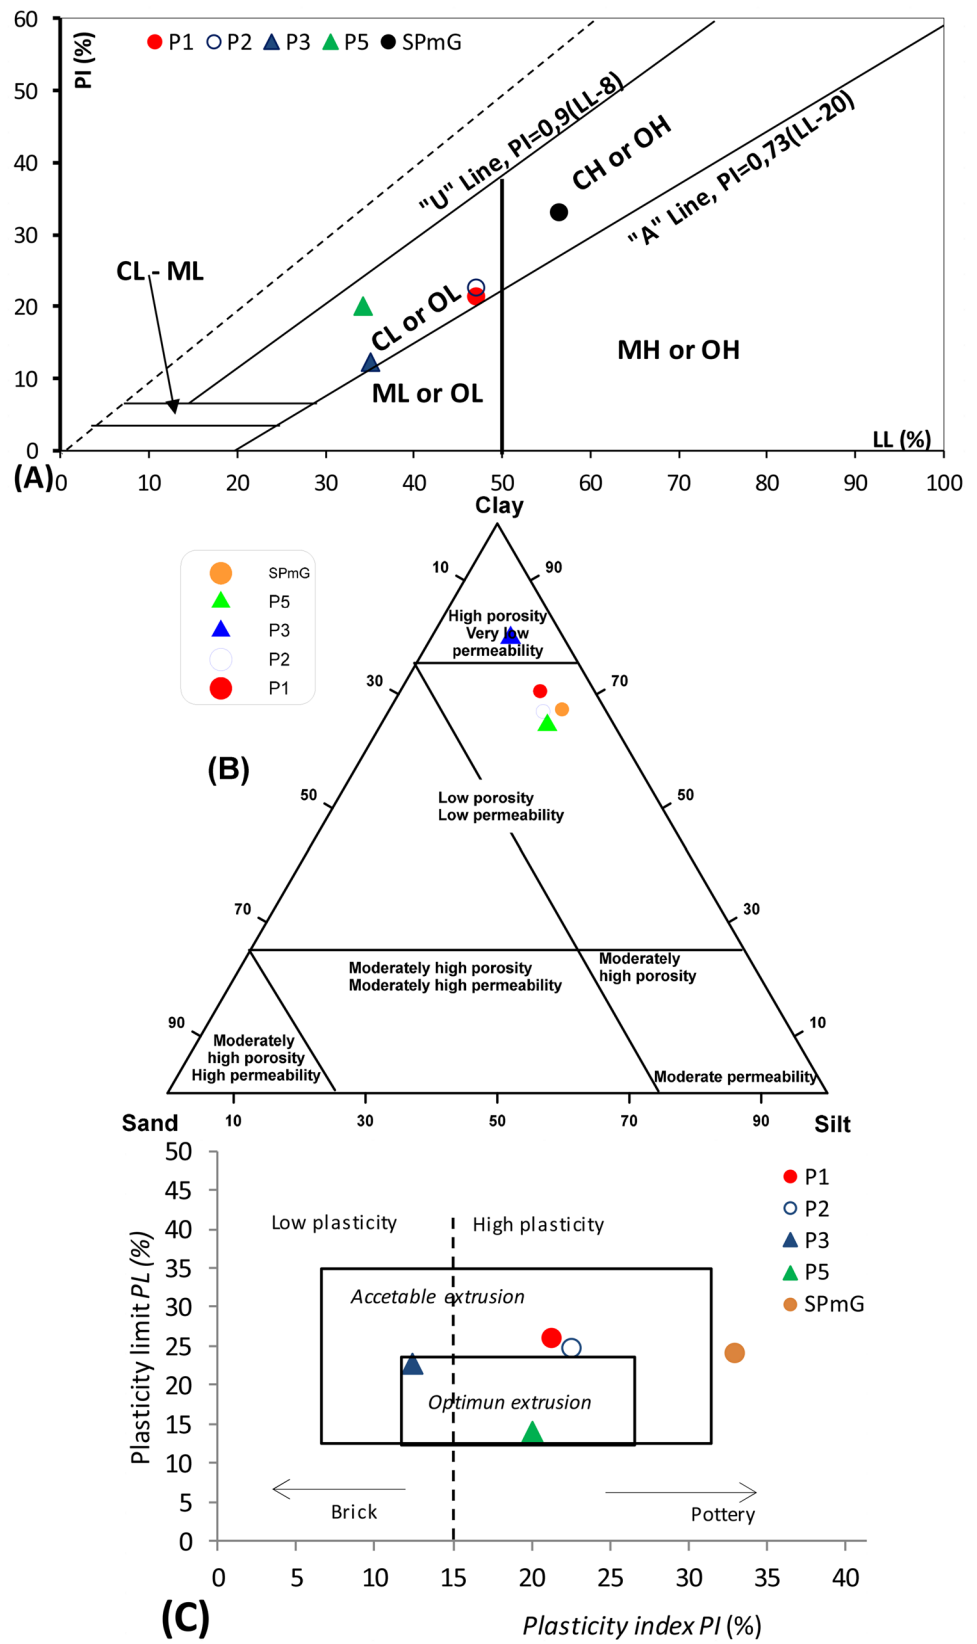 60
PI (%)
P1 P2 P3 P5 SPmG
50
40
30
20
10
0
"U" Line, PI=0,9(LL-8)
CH or OH
"A" Line, PI=0,73(LL-20)
CL - ML
CL or OL
MH or OH
ML or OL
LL (%)
(A)
0 10 20 30 40 50 60 70 80 90 100
Clay
SPmG
P5
P3
P2
P1
10 90
High porosity
Very low
permeability
30 70
(B)
50 50
Low porosity
Low permeability
70 30
Moderately high porosity
Moderately high permeability
Moderately
high porosity
90 10
Moderately
high porosity
High permeability
Moderate permeability
Sand 10 30 50 70 90 Silt
50
45
40
35
30
25
20
15
10
5
0
Plasticity limit PL (%)
P1
P2
P3
P5
SPmG
Low plasticity High plasticity
Accetable extrusion
Optimun extrusion
Brick Pottery
0 5 10 15 20 25 30 35 40
(C)
Plasticity index PI (%)